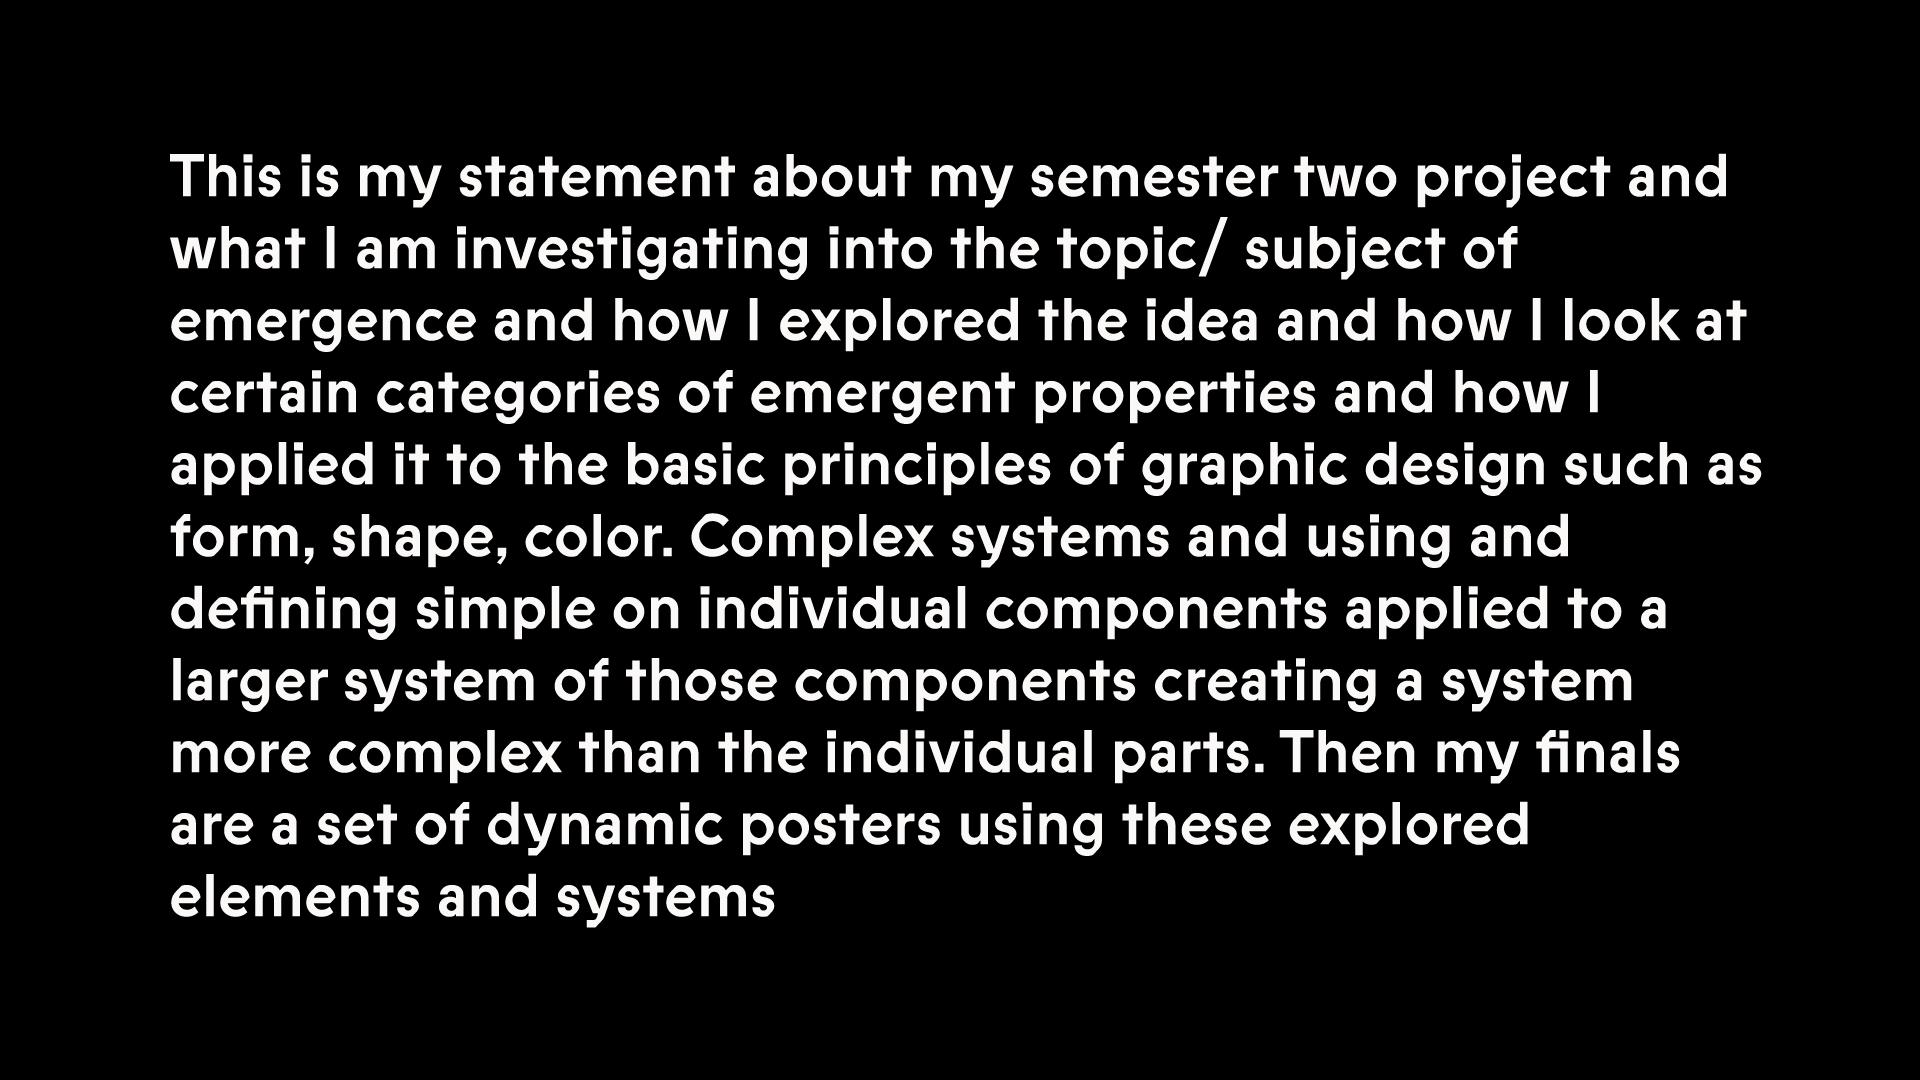 This is my statement about my semester two project and
what I am investigating into the topic/ subject of
emergence and how I explored the idea and how I look at
certain categories of emergent properties and how I
applied it to the basic principles of graphic design such as
form, shape, color. Complex systems and using and
defining simple on individual components applied to a
larger system of those components creating a system
more complex than the individual parts. Then my finals
are a set of dynamic posters using these explored
elements and systems